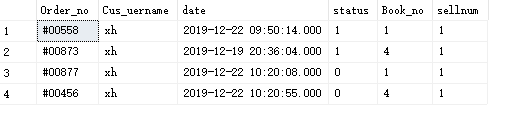 Order_no Cus_uername date status Book_no sellnum
1 #00558 xh 2019-12-22 09:50:14.000 1 1 1
2 #00873 xh 2019-12-19 20:36:04.000 1 4 1
3 #00877 xh 2019-12-22 10:20:08.000 0 1 1
4 #00456 xh 2019-12-22 10:20:55.000 0 4 1